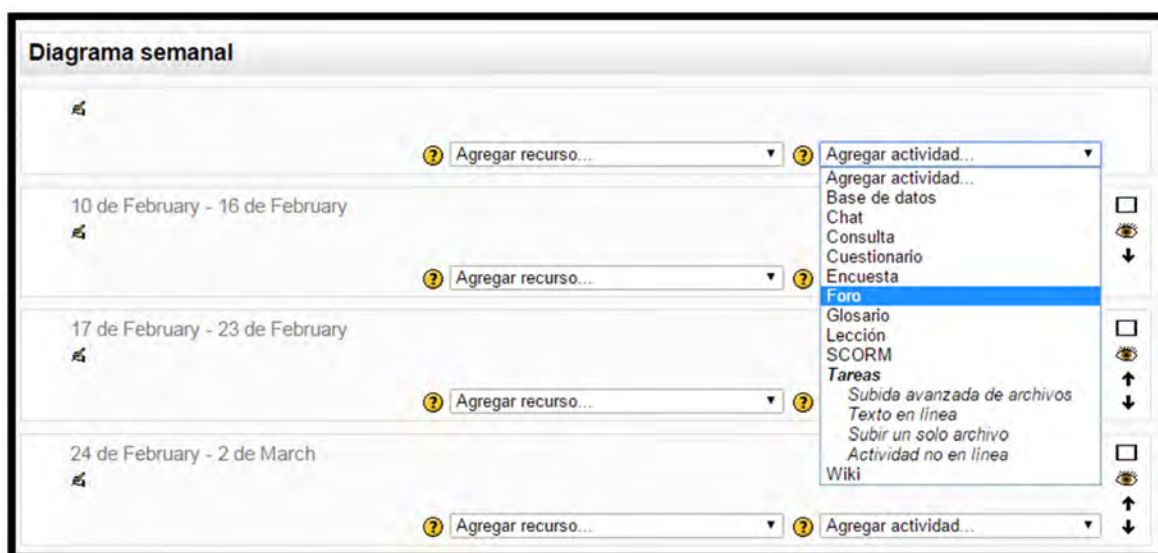 Diagrama semanal
Agregar recurso... Agregar actividad...
Agregar actividad...
Base de datos
Chat
Consulta
Cuestionario
Encuesta
Foro
Glosario
Lección
SCORM
Tareas
Subida avanzada de archivos
Texto en línea
Subir un solo archivo
Actividad no en línea
Wiki
10 de February - 16 de February
Agregar recurso...
17 de February - 23 de February
Agregar recurso...
24 de February - 2 de March
Agregar recurso... Agregar actividad...